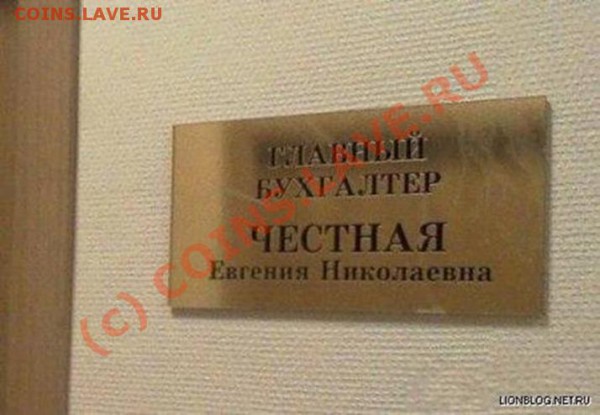 COINS.LAVE.RU
ГЛАВНЫЙ
БУХГАЛТЕР
ЧЕСТНАЯ
Евгения Николаевна
(c) COINS.LAVE.RU
LIONBLOG.NET.RU